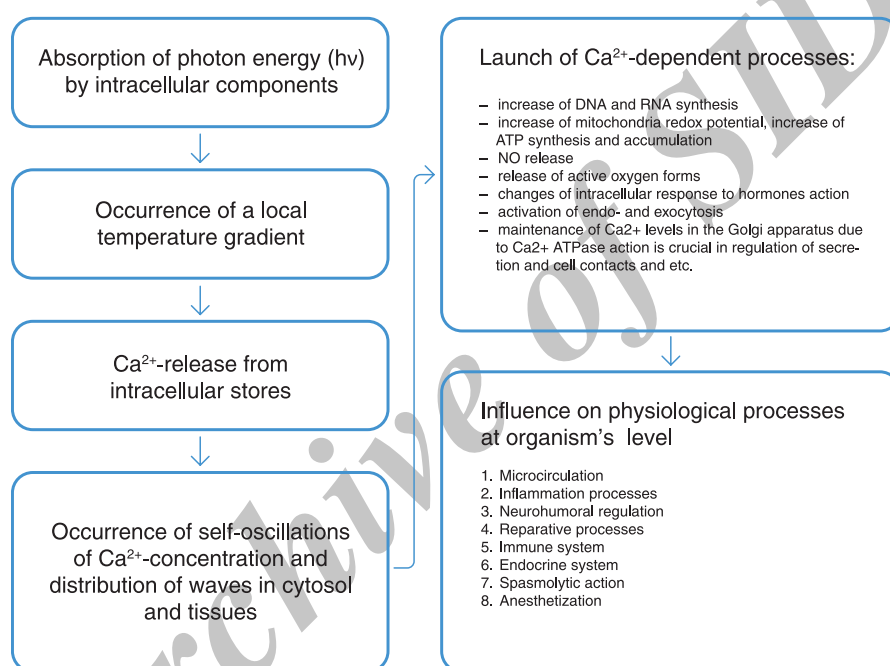 Absorption of photon energy (hν)
by intracellular components
Occurrence of a local
temperature gradient
Ca²⁺-release from
intracellular stores
Occurrence of self-oscillations
of Ca²⁺-concentration and
distribution of waves in cytosol
and tissues
Launch of Ca²⁺-dependent processes:
– increase of DNA and RNA synthesis
– increase of mitochondria redox potential, increase of
ATP synthesis and accumulation
– NO release
– release of active oxygen forms
– changes of intracellular response to hormones action
– activation of endo- and exocytosis
– maintenance of Ca2+ levels in the Golgi apparatus due
to Ca2+ ATPase action is crucial in regulation of secre-
tion and cell contacts and etc.
Influence on physiological processes
at organism's level
1. Microcirculation
2. Inflammation processes
3. Neurohumoral regulation
4. Reparative processes
5. Immune system
6. Endocrine system
7. Spasmolytic action
8. Anesthetization
Archive of SID